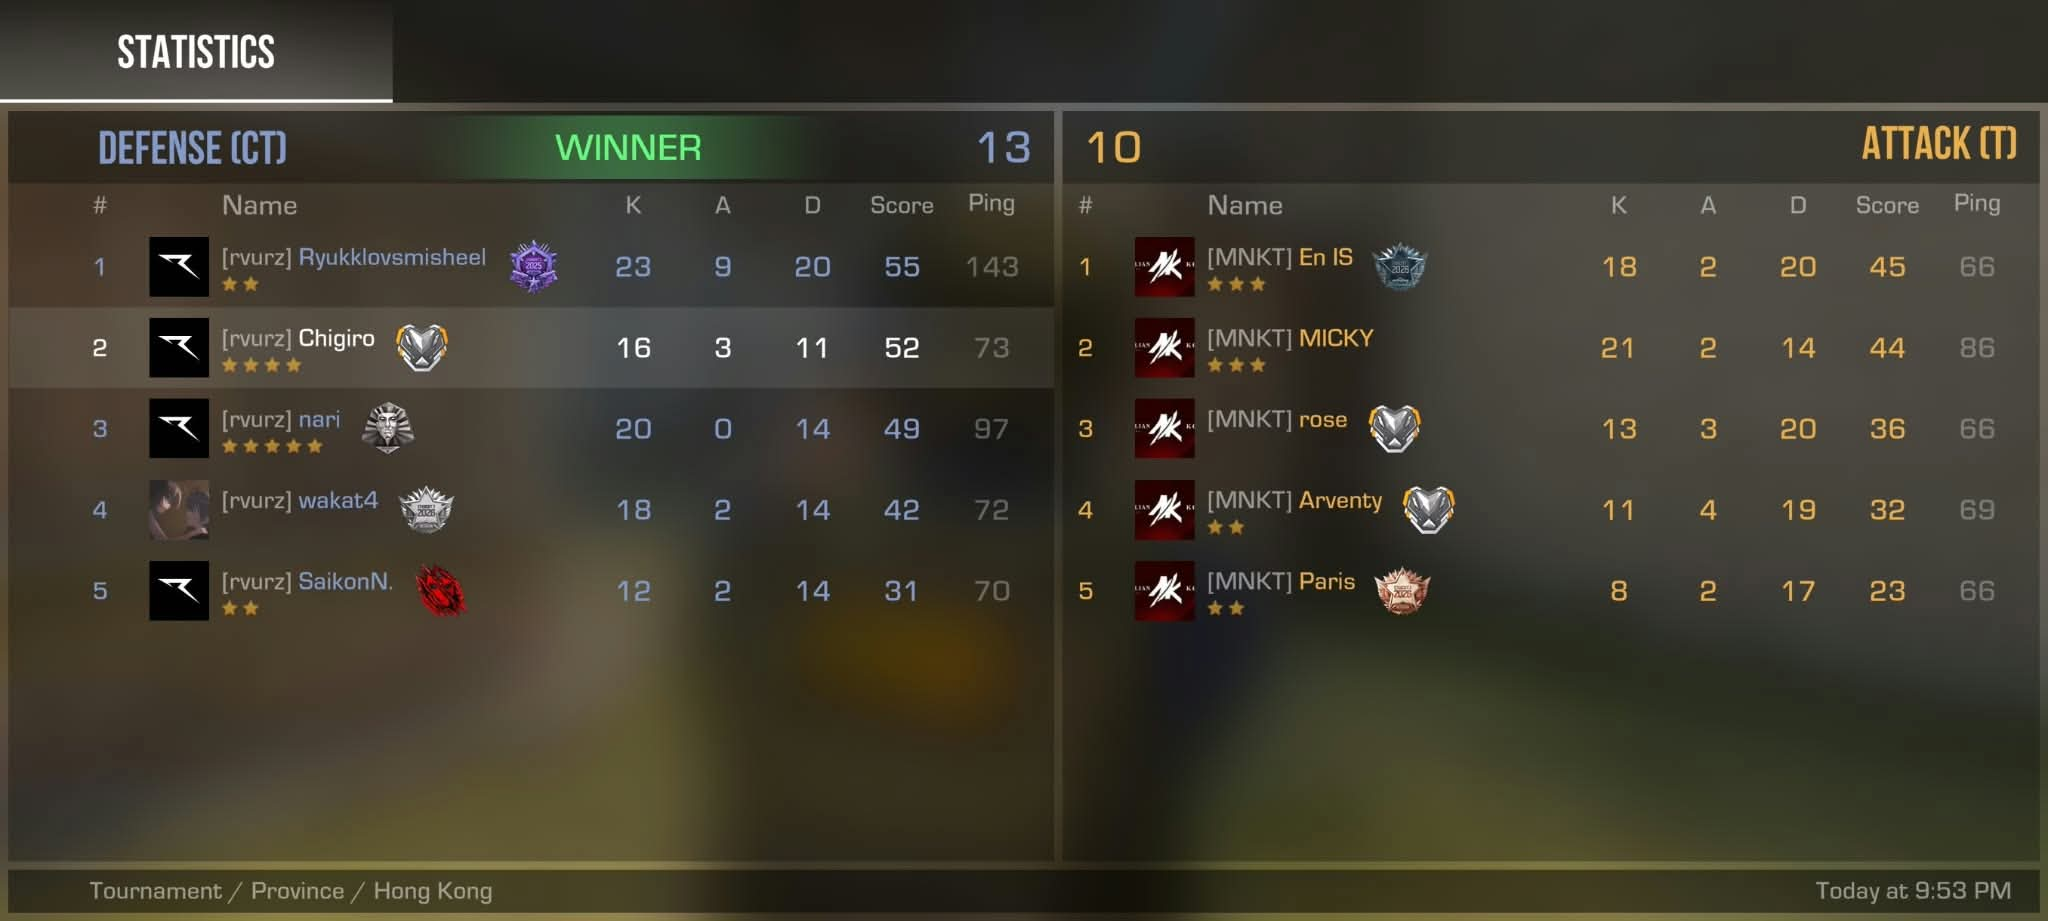 STATISTICS
DEFENSE (CT) WINNER 13
# Name K A D Score Ping
1 [rvurz] Ryukklovsmisheel 2025 23 9 20 55 143
2 [rvurz] Chigiro 16 3 11 52 73
3 [rvurz] nari 20 0 14 49 97
4 [rvurz] wakat4 2026 18 2 14 42 72
5 [rvurz] SaikonN. 12 2 14 31 70
10 ATTACK (T)
# Name K A D Score Ping
1 [MNKT] En IS 2026 18 2 20 45 66
2 [MNKT] MICKY 21 2 14 44 86
3 [MNKT] rose 13 3 20 36 66
4 [MNKT] Arventy 11 4 19 32 69
5 [MNKT] Paris 2026 8 2 17 23 66
Tournament / Province / Hong Kong
Today at 9:53 PM